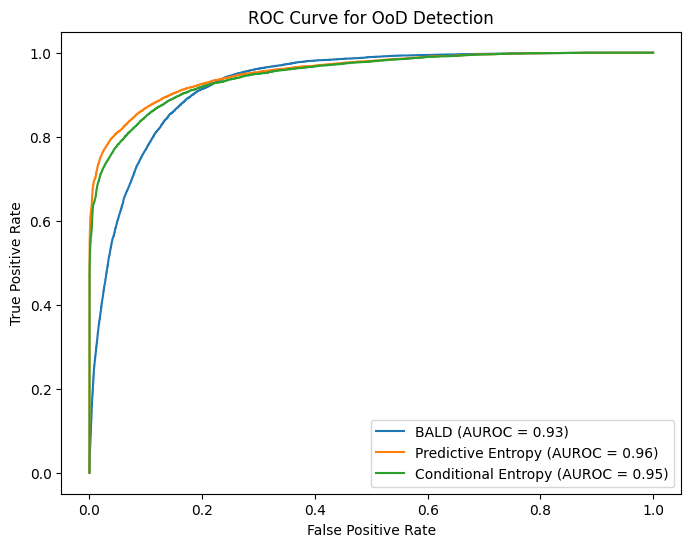 ROC Curve for OoD Detection
True Positive Rate
1.0
0.8
0.6
0.4
0.2
0.0
0.0 0.2 0.4 0.6 0.8 1.0
False Positive Rate
BALD (AUROC = 0.93)
Predictive Entropy (AUROC = 0.96)
Conditional Entropy (AUROC = 0.95)